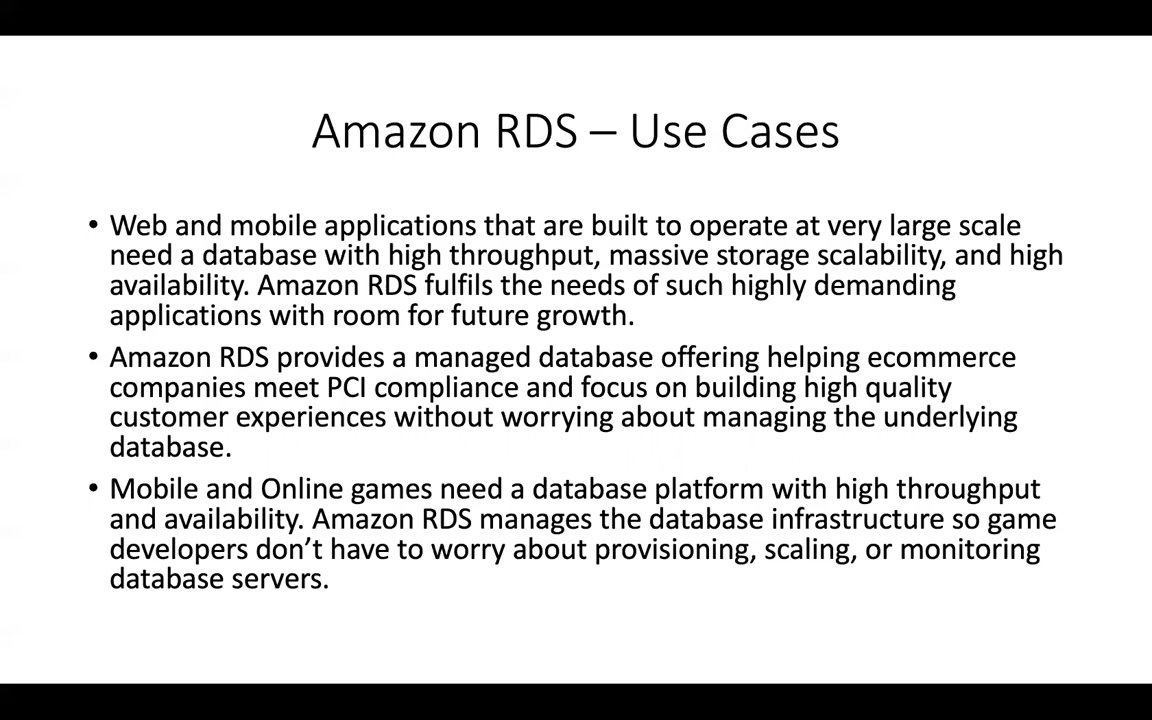 Amazon RDS – Use Cases
• Web and mobile applications that are built to operate at very large scale
need a database with high throughput, massive storage scalability, and high
availability. Amazon RDS fulfils the needs of such highly demanding
applications with room for future growth.
• Amazon RDS provides a managed database offering helping ecommerce
companies meet PCI compliance and focus on building high quality
customer experiences without worrying about managing the underlying
database.
• Mobile and Online games need a database platform with high throughput
and availability. Amazon RDS manages the database infrastructure so game
developers don’t have to worry about provisioning, scaling, or monitoring
database servers.